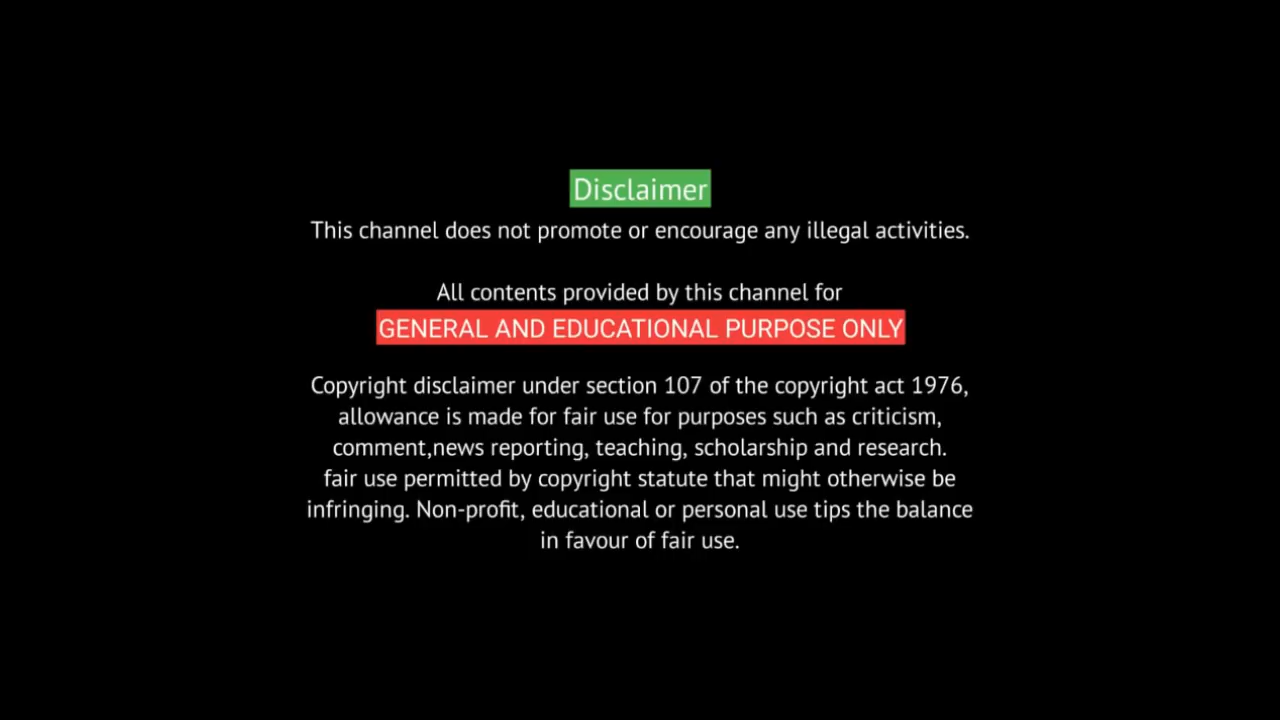 Disclaimer
This channel does not promote or encourage any illegal activities.
All contents provided by this channel for
GENERAL AND EDUCATIONAL PURPOSE ONLY
Copyright disclaimer under section 107 of the copyright act 1976,
allowance is made for fair use for purposes such as criticism,
comment,news reporting, teaching, scholarship and research.
fair use permitted by copyright statute that might otherwise be
infringing. Non-profit, educational or personal use tips the balance
in favour of fair use.